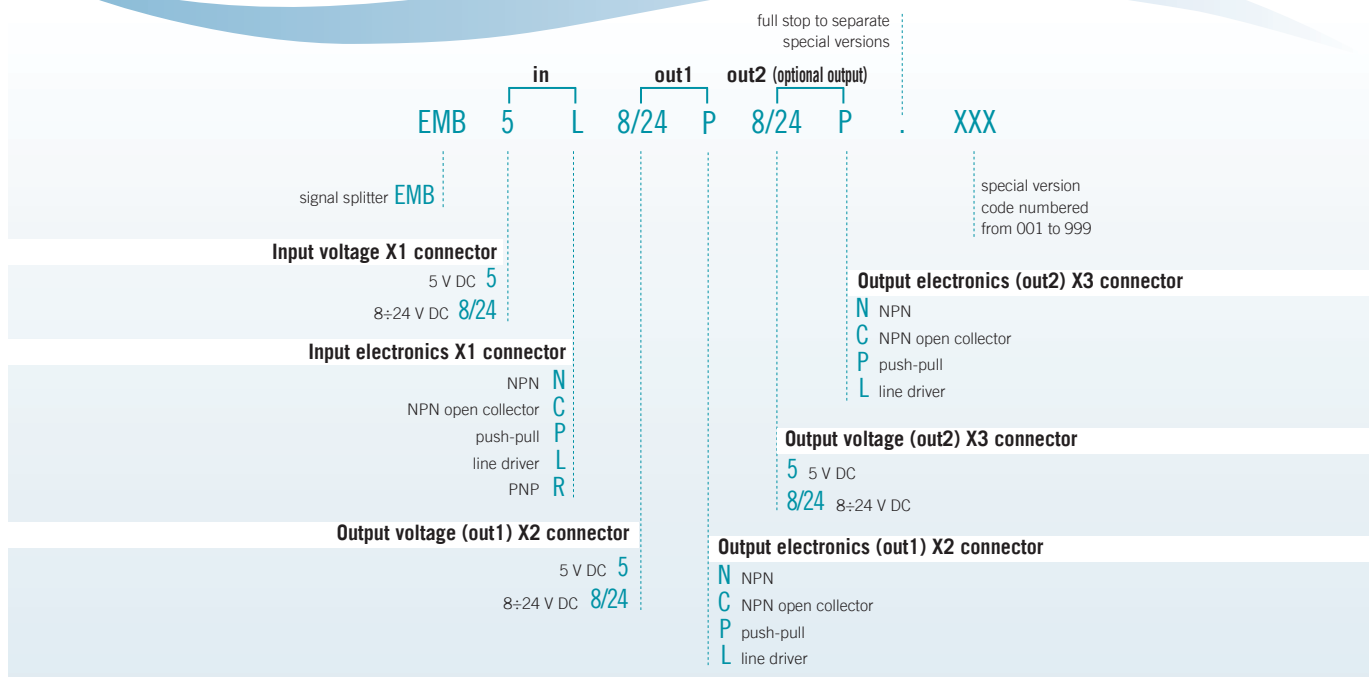 full stop to separate
special versions
in out1 out2 (optional output)
EMB 5 L 8/24 P 8/24 P . XXX
signal splitter EMB
special version
code numbered
from 001 to 999
Input voltage X1 connector
5 V DC 5
8÷24 V DC 8/24
Input electronics X1 connector
NPN N
NPN open collector C
push-pull P
line driver L
PNP R
Output voltage (out1) X2 connector
5 V DC 5
8÷24 V DC 8/24
Output electronics (out2) X3 connector
N NPN
C NPN open collector
P push-pull
L line driver
Output voltage (out2) X3 connector
5 5 V DC
8/24 8÷24 V DC
Output electronics (out1) X2 connector
N NPN
C NPN open collector
P push-pull
L line driver